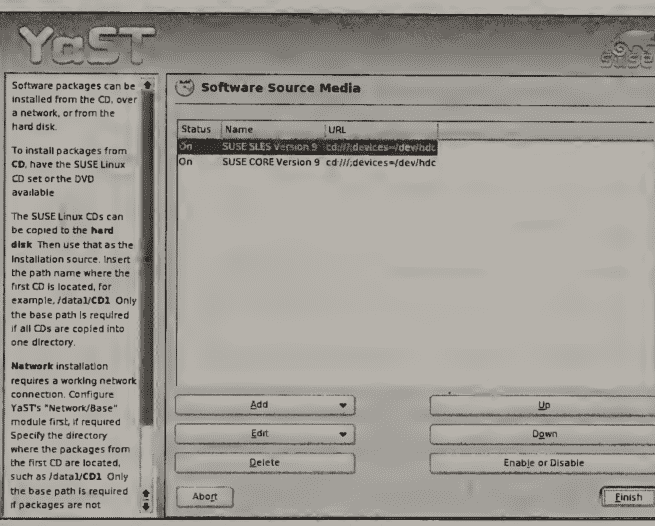 YaST
SUSE
Software packages can be
installed from the CD, over
a network, or from the
hard disk.
To install packages from
CD, have the SUSE Linux
CD set or the DVD
available
The SUSE Linux CDs can
be copied to the hard
disk Then use that as the
installation source. Insert
the path name where the
first CD is located, for
example, /data1/CD1 Only
the base path is required
if all CDs are copied into
one directory.
Network installation
requires a working network
connection. Configure
YaST's "Network/Base"
module first, if required
Specify the directory
where the packages from
the first CD are located,
such as /data1/CD1 Only
the base path is required
if packages are not
Software Source Media
Status Name URL
On SUSE SLES Version 9 cd:///;devices=/dev/hdc
On SUSE CORE Version 9 cd:///;devices=/dev/hdc
Add Up
Edit Down
Delete Enable or Disable
Abort Finish